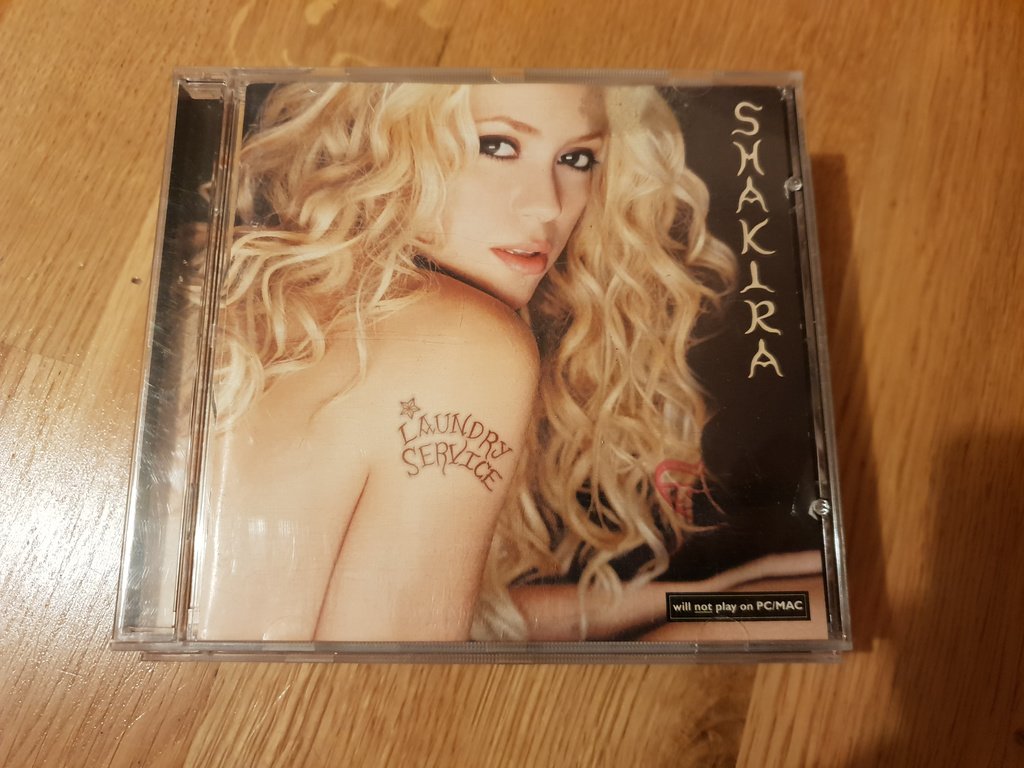 SHAKIRA
LAUNDRY
SERVICE
will not play on PC/MAC